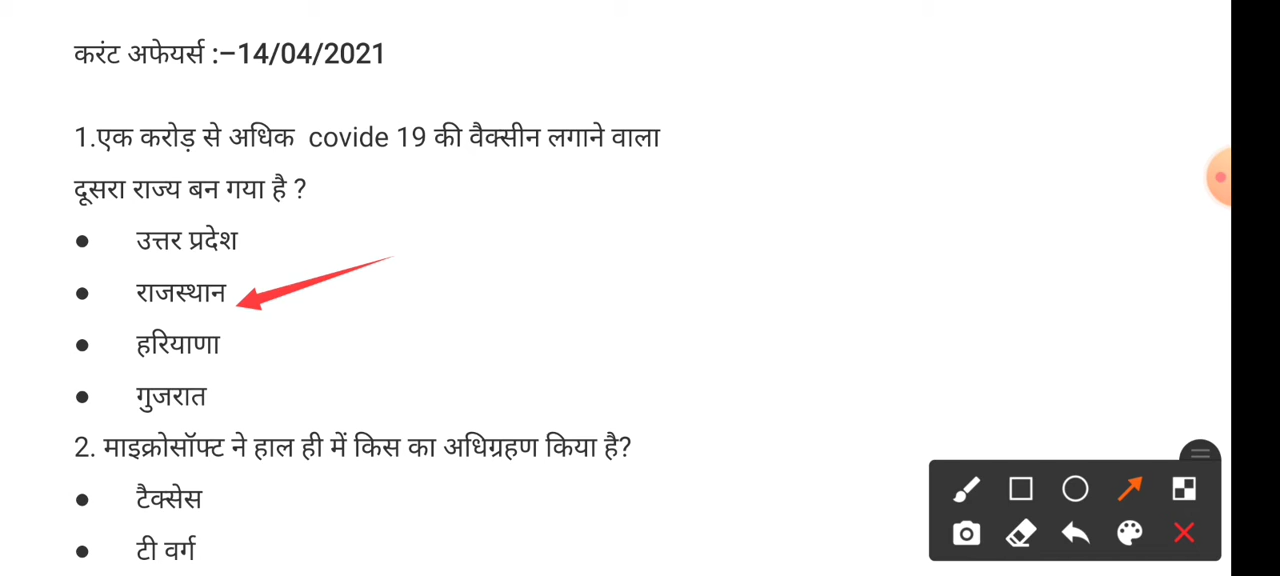 करंट अफेयर्स :–14/04/2021
1.एक करोड़ से अधिक covide 19 की वैक्सीन लगाने वाला
दूसरा राज्य बन गया है ?
● उत्तर प्रदेश
● राजस्थान
● हरियाणा
● गुजरात
2. माइक्रोसॉफ्ट ने हाल ही में किस का अधिग्रहण किया है?
● टैक्सेस
● टी वर्ग